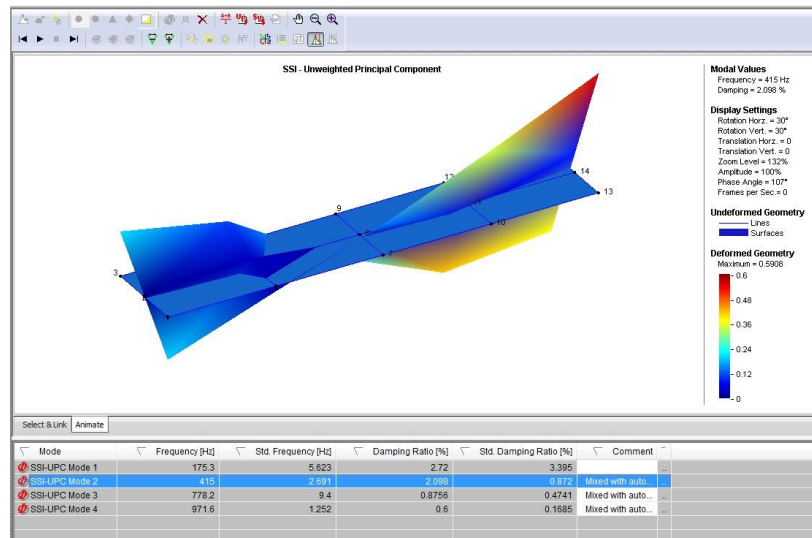 SSI - Unweighted Principal Component
Modal Values
Frequency = 415 Hz
Damping = 2.098 %
Display Settings
Rotation Horz. = 30°
Rotation Vert. = 30°
Translation Horz. = 0
Translation Vert. = 0
Zoom Level = 132%
Amplitude = 100%
Phase Angle = 107°
Frames per Sec.= 0
Undeformed Geometry
Lines
Surfaces
Deformed Geometry
Maximum = 0.5908
0.6
0.48
0.36
0.24
0.12
0
14
13
9
10
7
3
Select & Link Animate
Mode Frequency [Hz] Std. Frequency [Hz] Damping Ratio [%] Std. Damping Ratio [%] Comment
SSI-UPC Mode 1 175.3 5.623 2.72 3.395 ..
SSI-UPC Mode 2 415 2.691 2.098 0.872 Mixed with auto... ..
SSI-UPC Mode 3 778.2 9.4 0.8756 0.4741 Mixed with auto... ..
SSI-UPC Mode 4 971.6 1.252 0.6 0.1685 Mixed with auto... ..